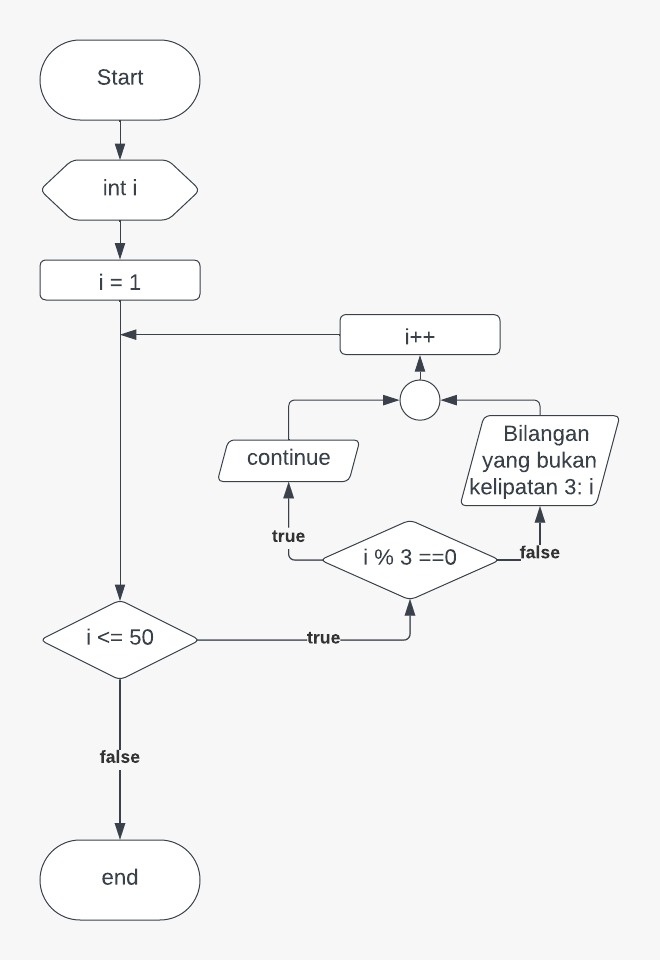 Start
int i
i = 1
i++
continue
Bilangan
yang bukan
kelipatan 3: i
true
i % 3 ==0
false
i <= 50
true
false
end